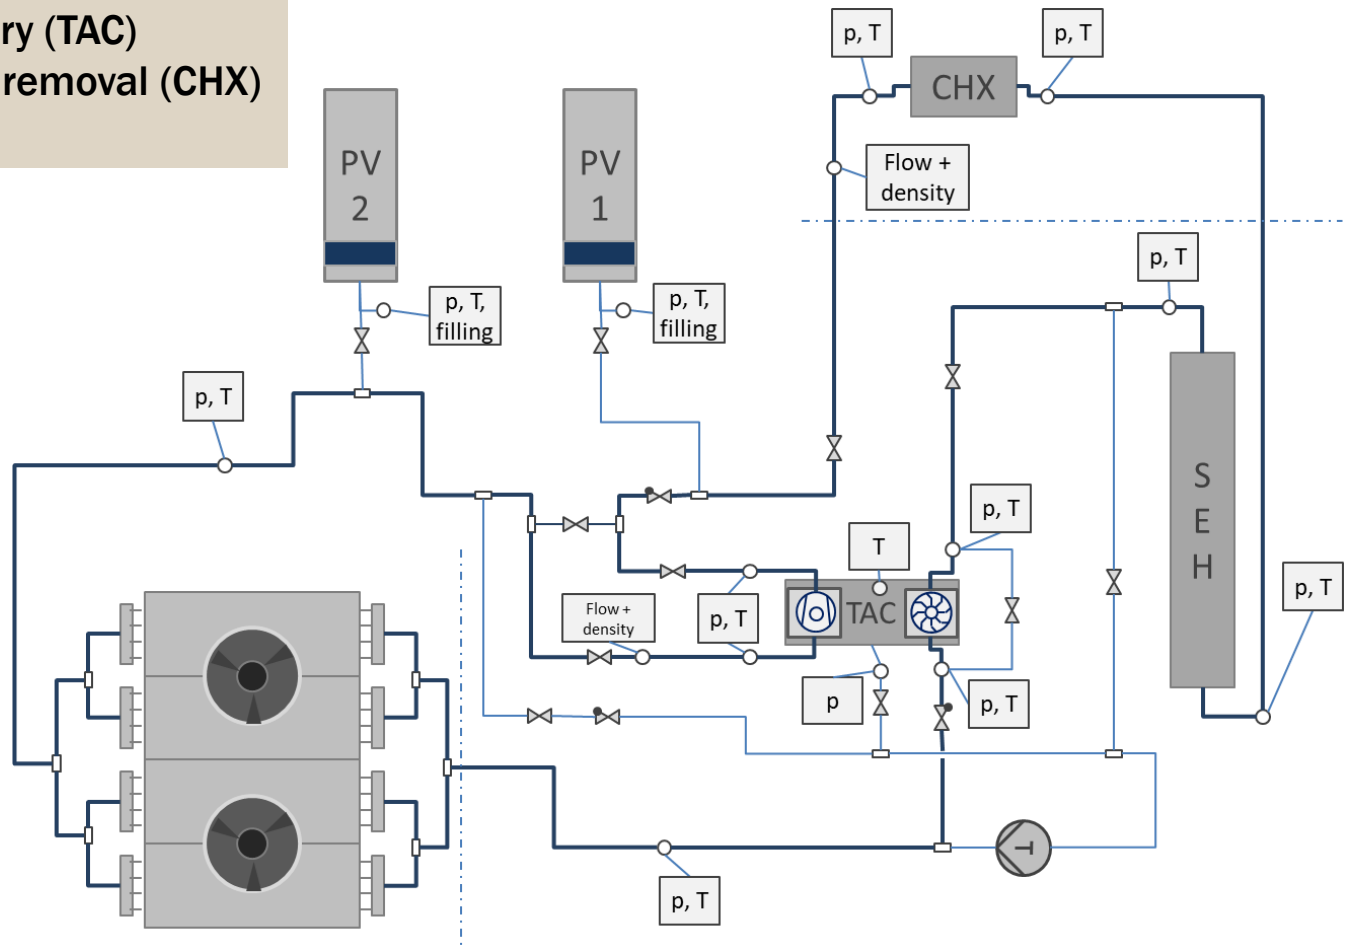 ry (TAC)
removal (CHX)
p, T
p, T
CHX
Flow +
density
PV
2
PV
1
p, T
p, T,
filling
p, T,
filling
p, T
S
E
H
p, T
T
p, T
Flow +
density
p, T
TAC
p
p, T
T
p, T